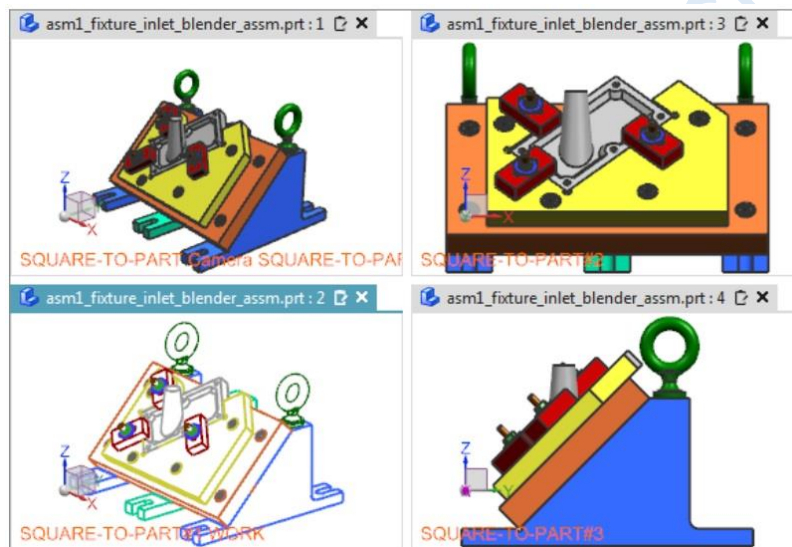 asm1_fixture_inlet_blender_assm.prt : 1
asm1_fixture_inlet_blender_assm.prt : 3
Z
X
SQUARE-TO-PART Camera SQUARE-TO-PAR
Z
X
SQUARE-TO-PART#2
asm1_fixture_inlet_blender_assm.prt : 2
asm1_fixture_inlet_blender_assm.prt : 4
Z
X
SQUARE-TO-PART WORK
Z
Y
SQUARE-TO-PART#3